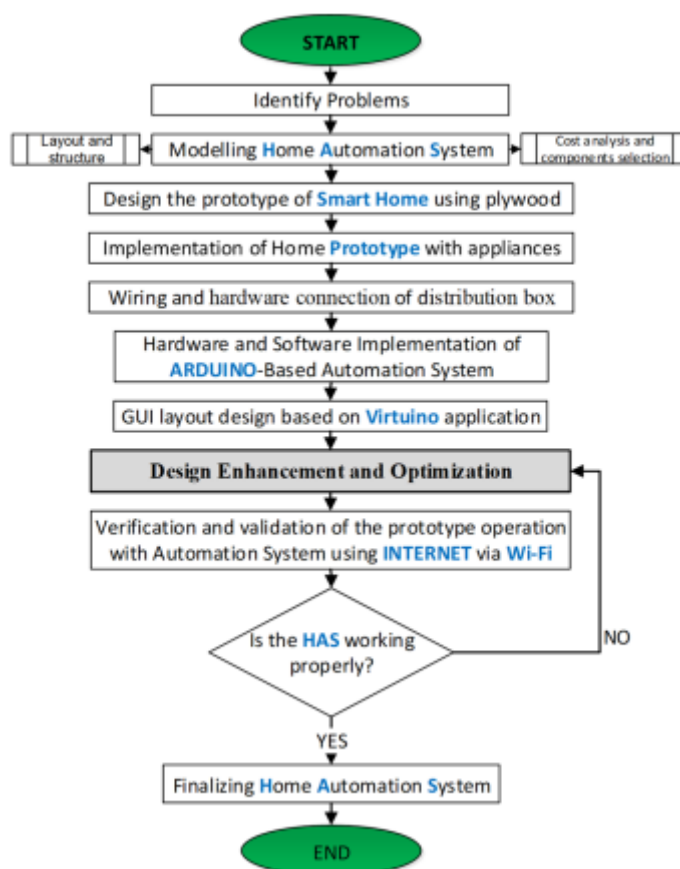 START
Identify Problems
Layout and
structure
Modelling Home Automation System
Cost analysis and
components selection
Design the prototype of Smart Home using plywood
Implementation of Home Prototype with appliances
Wiring and hardware connection of distribution box
Hardware and Software Implementation of
ARDUINO-Based Automation System
GUI layout design based on Virtuino application
Design Enhancement and Optimization
Verification and validation of the prototype operation
with Automation System using INTERNET via Wi-Fi
Is the HAS working
properly?
NO
YES
Finalizing Home Automation System
END